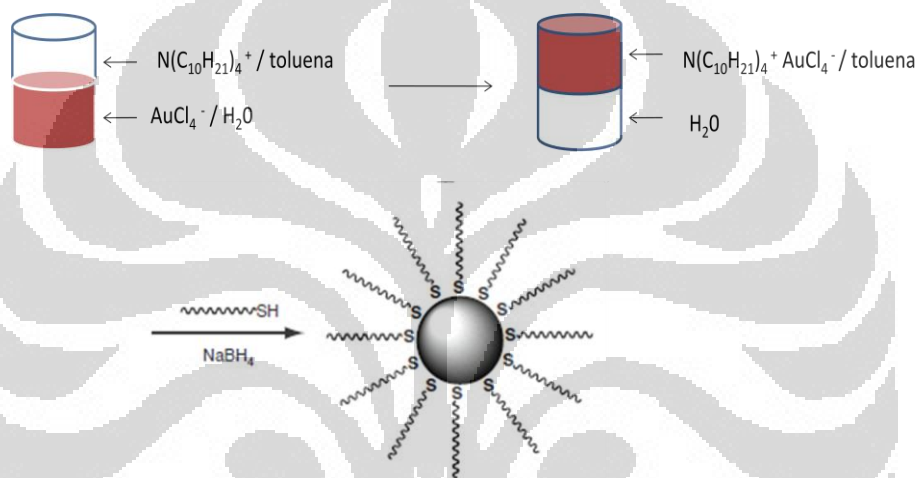 N(C₁₀H₂₁)₄⁺ / toluena
AuCl₄⁻ / H₂0
N(C₁₀H₂₁)₄⁺ AuCl₄⁻ / toluena
H₂0
SH
NaBH₄
S
S
S
S
S
S
S
S
S
S
S
S